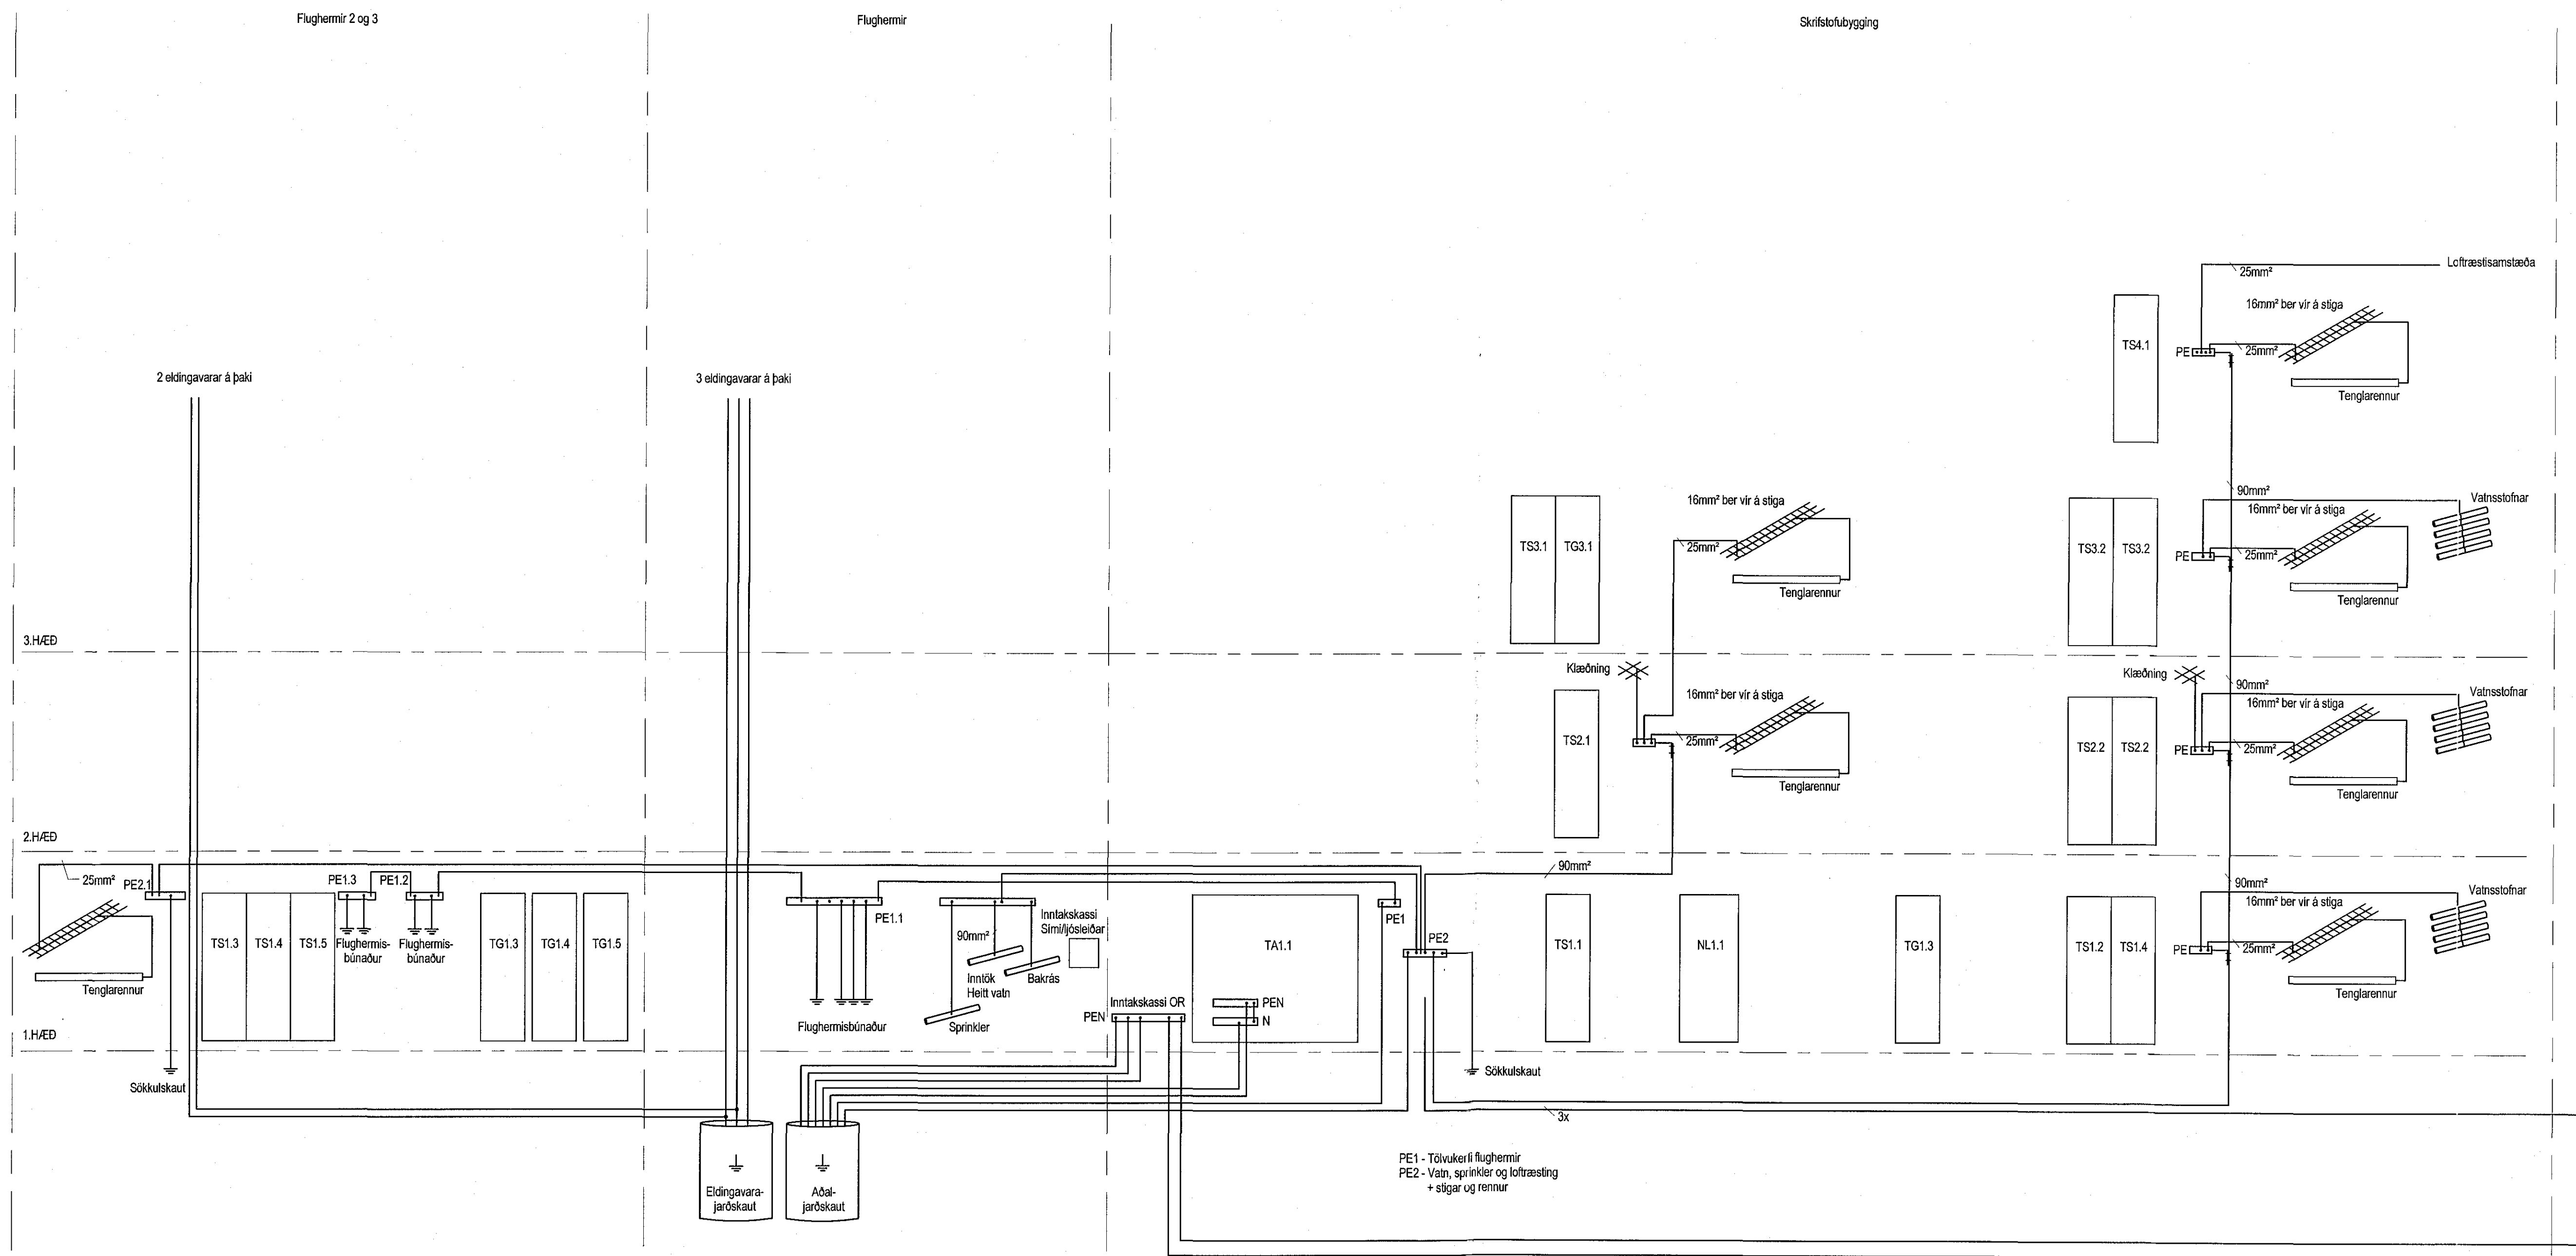 Flughermir 2 og 3
Flughermir
Skrifstofubygging
Loftræstisamstæða
25mm²
16mm² ber vír á stiga
TS4.1
PE
25mm²
Tenglarennur
2 eldingavarar á þaki
3 eldingavarar á þaki
90mm²
Vatnsstofnar
16mm² ber vír á stiga
16mm² ber vír á stiga
TS3.1
TG3.1
25mm²
Tenglarennur
TS3.2
TS3.2
PE
25mm²
Tenglarennur
3.HÆÐ
Klæðning
16mm² ber vír á stiga
TS2.1
25mm²
Tenglarennur
Klæðning
90mm²
Vatnsstofnar
16mm² ber vír á stiga
TS2.2
TS2.2
PE
25mm²
Tenglarennur
2.HÆÐ
25mm²
PE2.1
PE1.3
PE1.2
TS1.3
TS1.4
TS1.5
Flughermis-
búnaður
Flughermis-
búnaður
TG1.3
TG1.4
TG1.5
Tenglarennur
PE1.1
Flughermisbúnaður
90mm²
Inntök
Heitt vatn
Bakrás
Sprinkler
Inntakskassi
Sími/ljósleiðar
TA1.1
PE1
PE2
Inntakskassi OR
PEN
PEN
N
90mm²
TS1.1
NL1.1
TG1.3
TS1.2
TS1.4
90mm²
Vatnsstofnar
16mm² ber vír á stiga
PE
25mm²
Tenglarennur
1.HÆÐ
Sökkulskaut
Sökkulskaut
3x
Eldingavara-
jarðskaut
Aðal-
jarðskaut
PE1 - Tölvukerfi flughermir
PE2 - Vatn, sprinkler og loftræsting
+ stigar og rennur